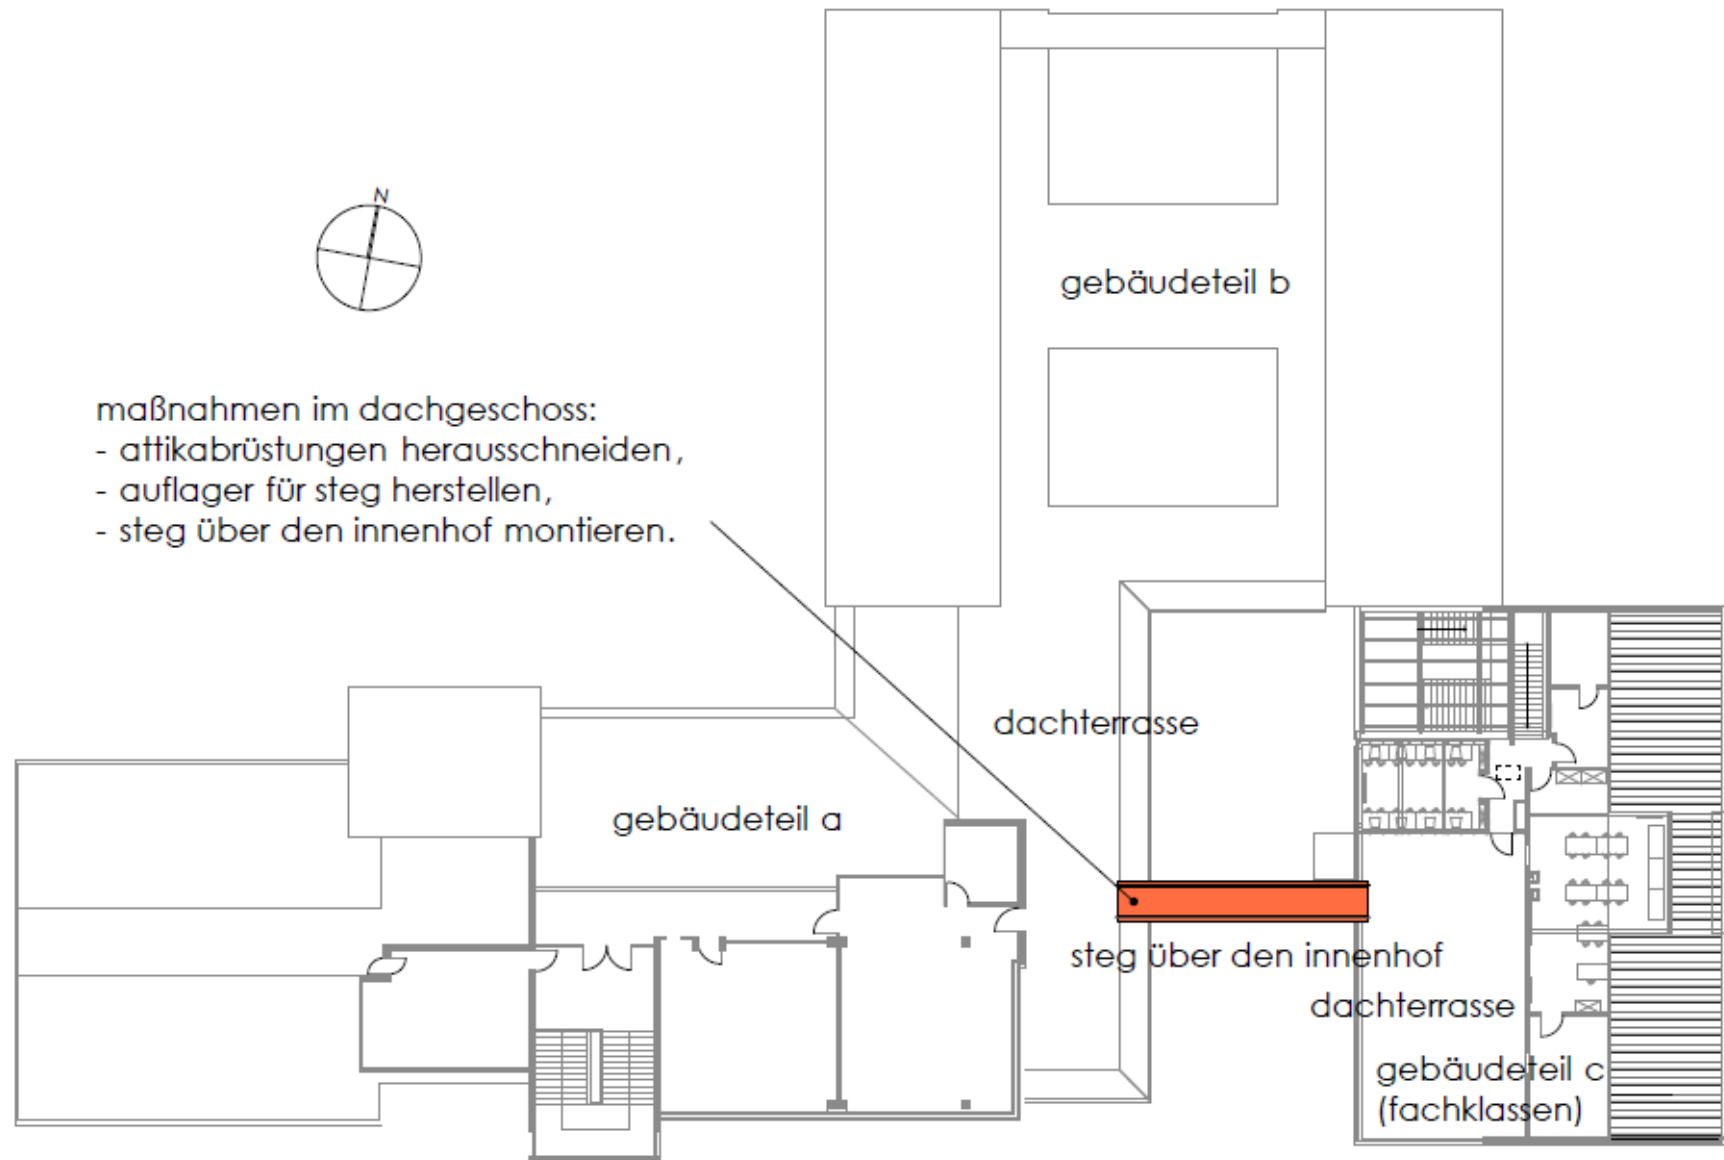 N
gebäudeteil b
maßnahmen im dachgeschoss:
- attikabrüstungen herausschneiden,
- auflager für steg herstellen,
- steg über den innenhof montieren.
dachterrasse
gebäudeteil a
steg über den innenhof
dachterrasse
gebäudeteil c
(fachklassen)